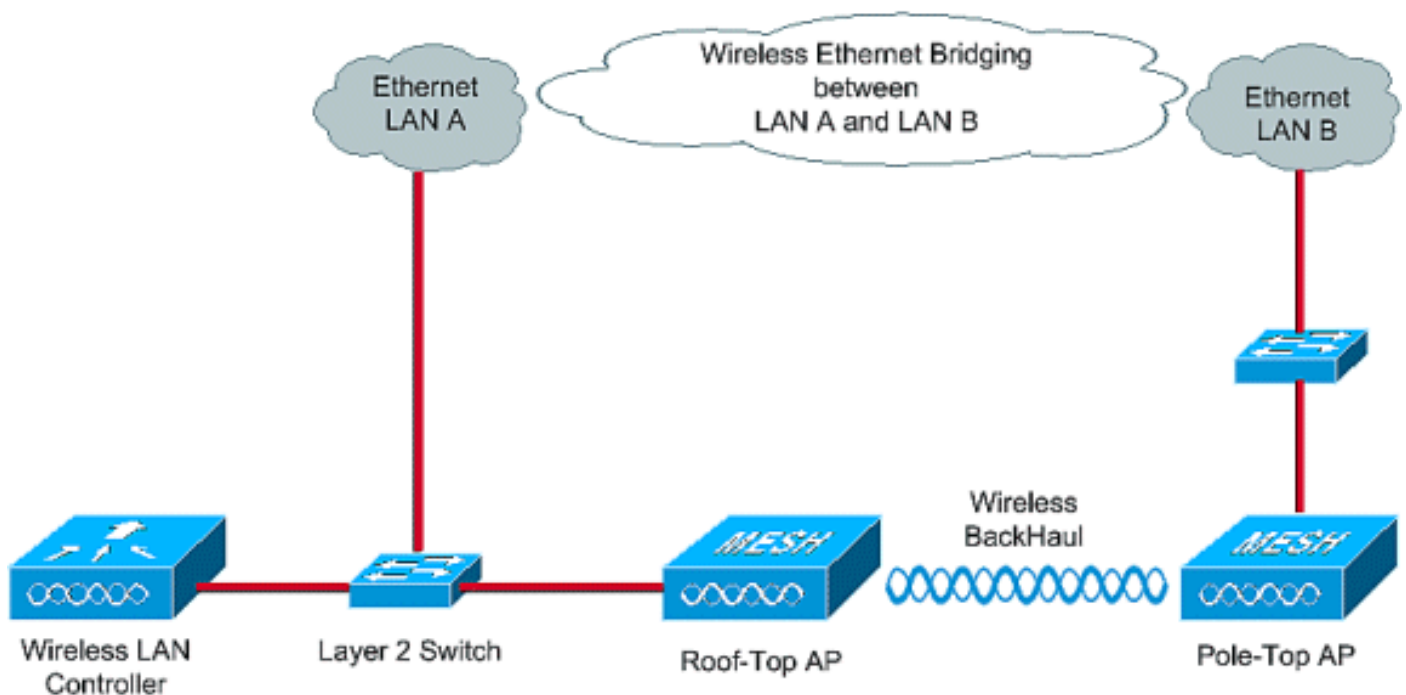 Ethernet
LAN A
Wireless Ethernet Bridging
between
LAN A and LAN B
Ethernet
LAN B
Wireless
BackHaul
MESH
MESH
Wireless LAN
Controller
Layer 2 Switch
Roof-Top AP
Pole-Top AP